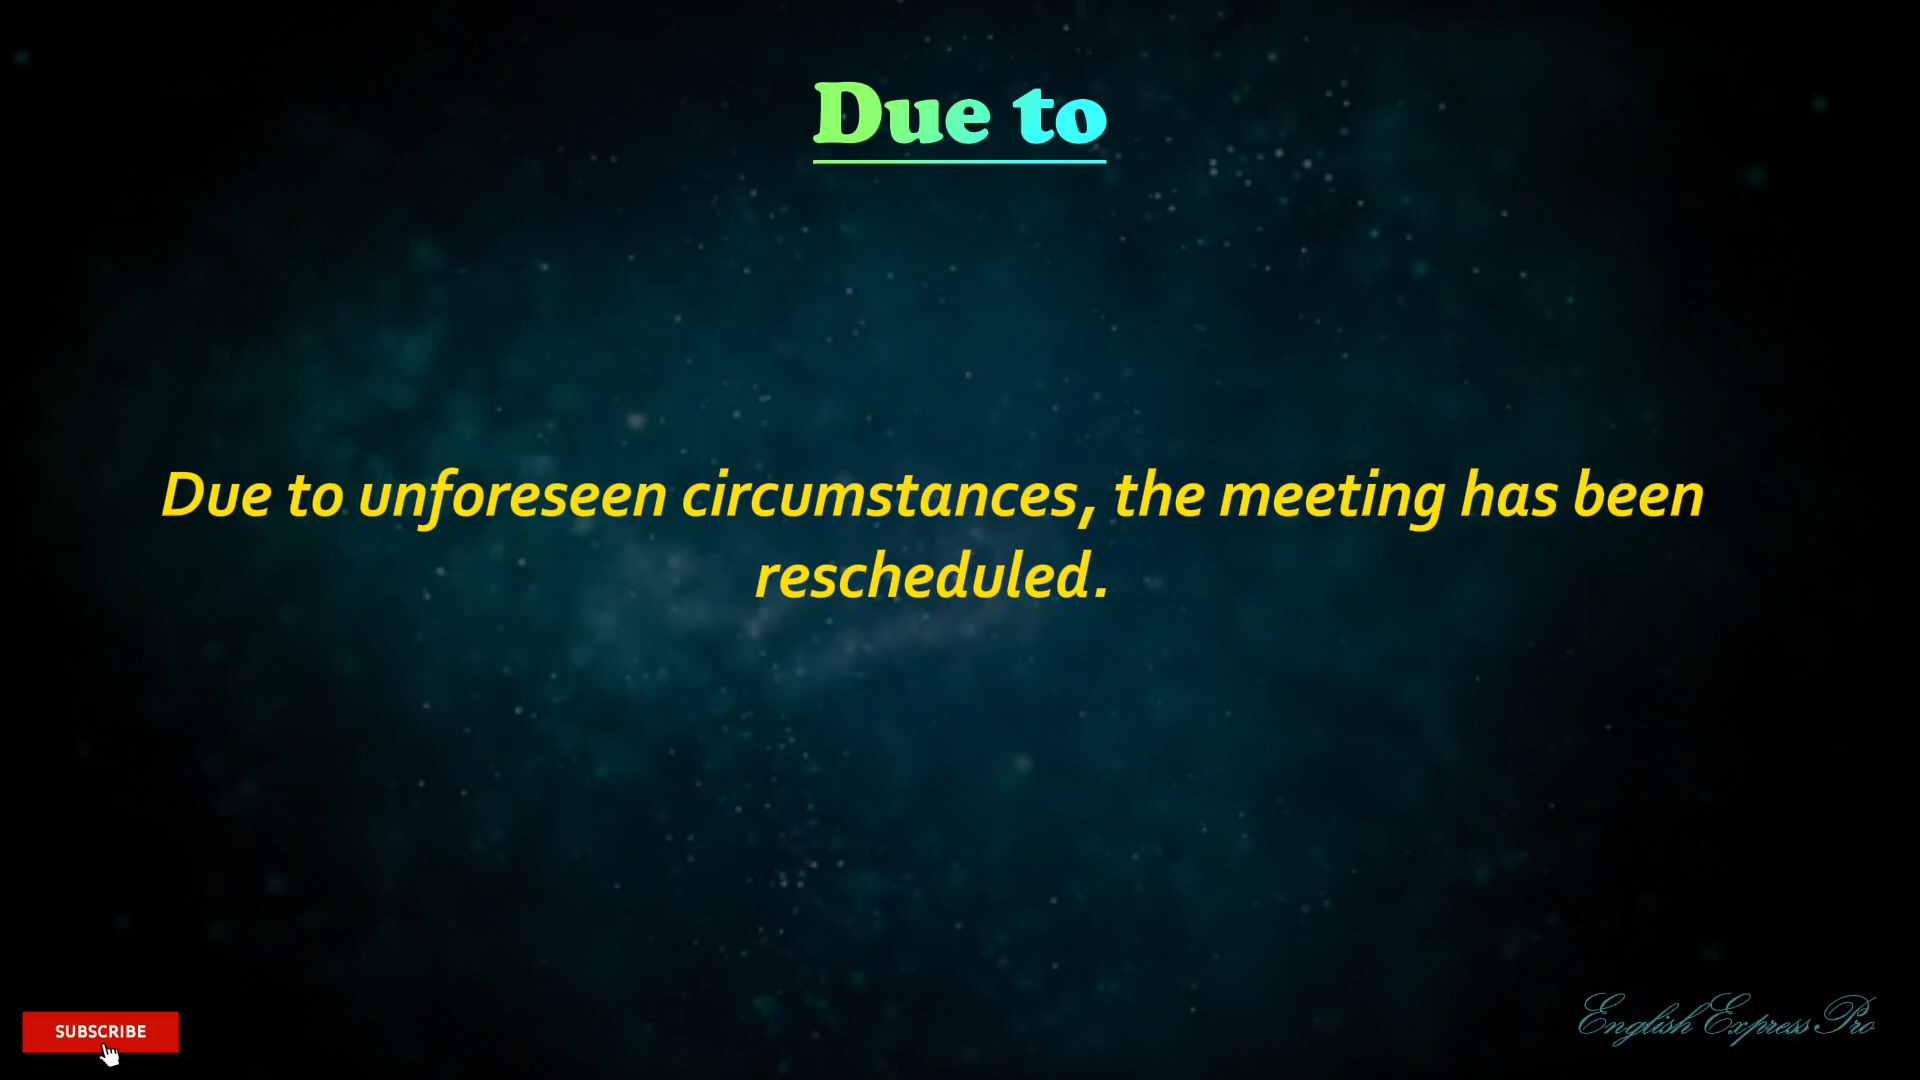 Due to
Due to unforeseen circumstances, the meeting has been
rescheduled.
SUBSCRIBE
English Express Pro